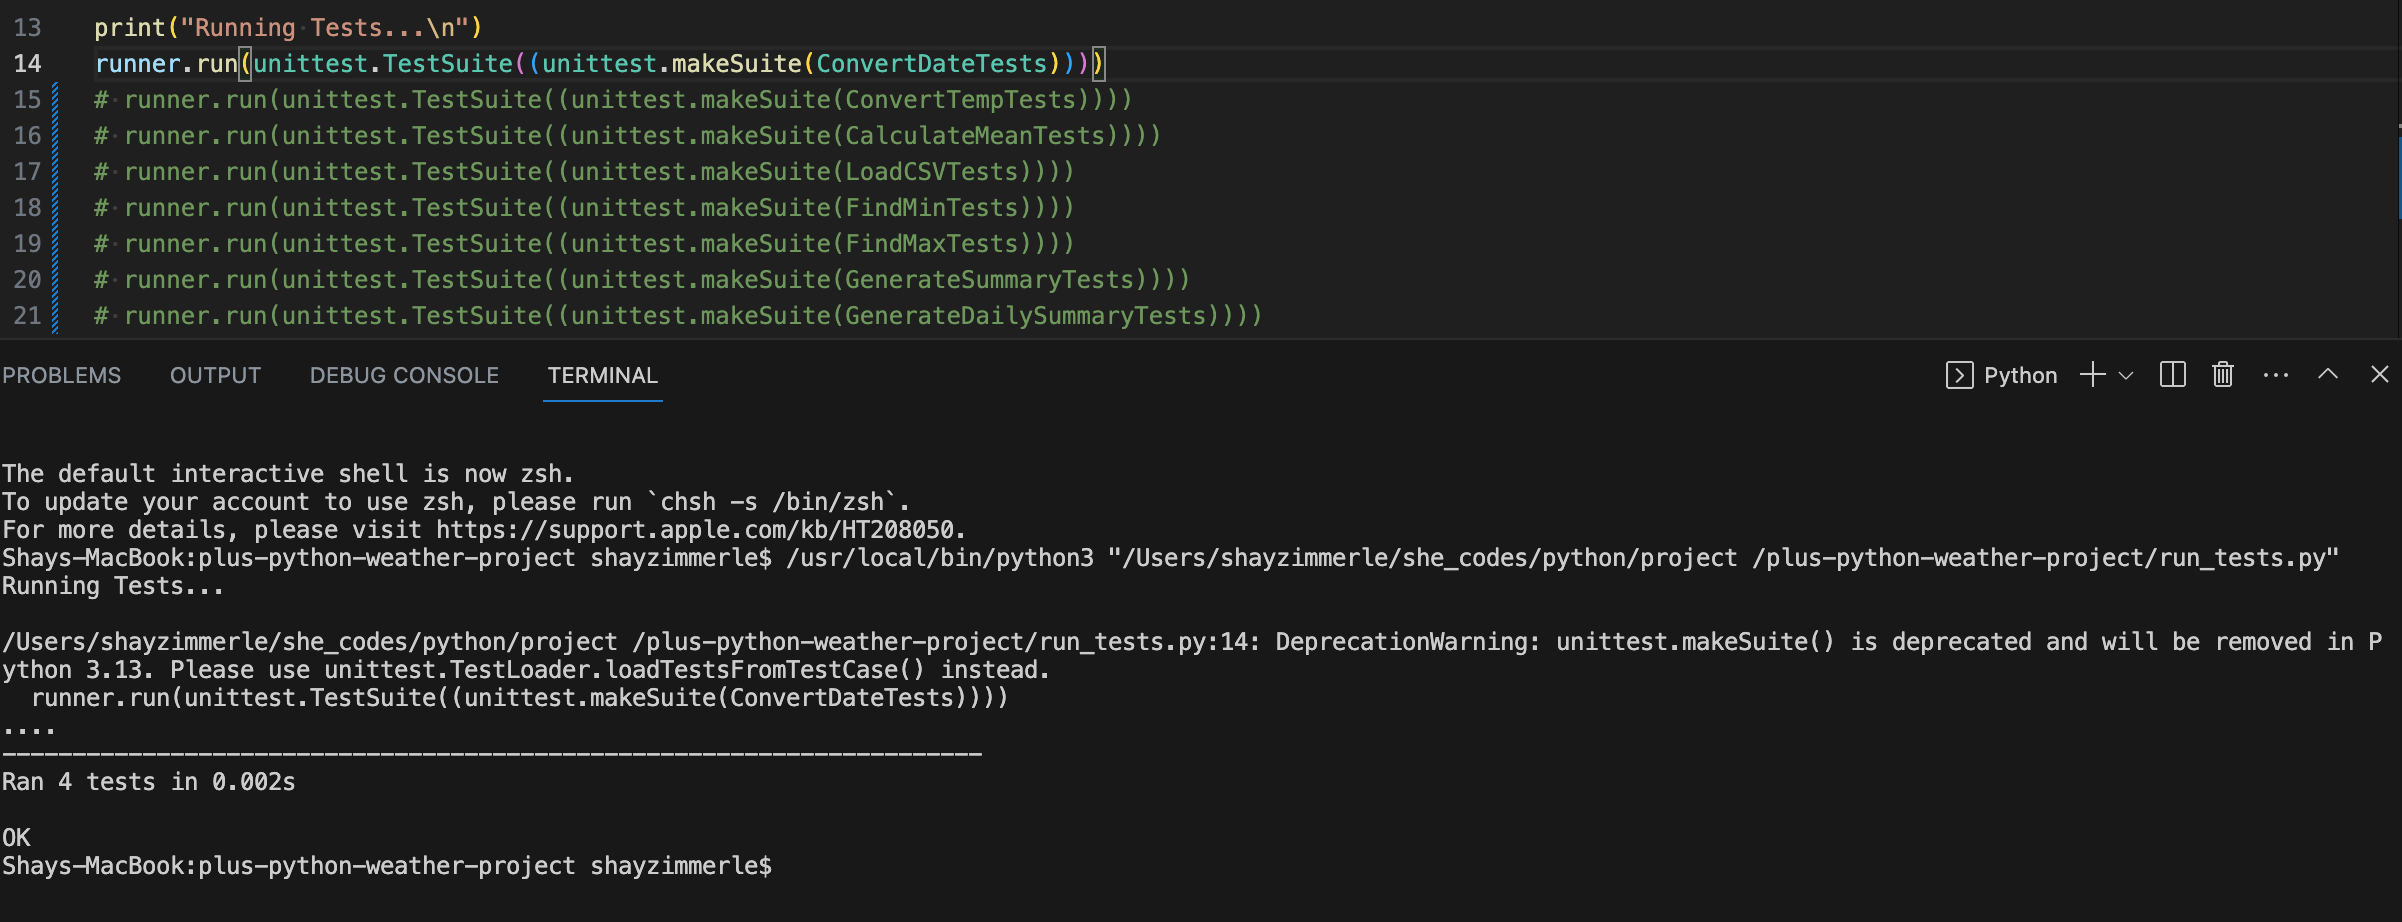 13 print("Running Tests...\n")
14 runner.run(unittest.TestSuite((unittest.makeSuite(ConvertDateTests))))
15 # runner.run(unittest.TestSuite((unittest.makeSuite(ConvertTempTests))))
16 # runner.run(unittest.TestSuite((unittest.makeSuite(CalculateMeanTests))))
17 # runner.run(unittest.TestSuite((unittest.makeSuite(LoadCSVTests))))
18 # runner.run(unittest.TestSuite((unittest.makeSuite(FindMinTests))))
19 # runner.run(unittest.TestSuite((unittest.makeSuite(FindMaxTests))))
20 # runner.run(unittest.TestSuite((unittest.makeSuite(GenerateSummaryTests))))
21 # runner.run(unittest.TestSuite((unittest.makeSuite(GenerateDailySummaryTests))))
PROBLEMS OUTPUT DEBUG CONSOLE TERMINAL Python
The default interactive shell is now zsh.
To update your account to use zsh, please run `chsh -s /bin/zsh`.
For more details, please visit https://support.apple.com/kb/HT208050.
Shays-MacBook:plus-python-weather-project shayzimmerle$ /usr/local/bin/python3 "/Users/shayzimmerle/she_codes/python/project /plus-python-weather-project/run_tests.py"
Running Tests...
/Users/shayzimmerle/she_codes/python/project /plus-python-weather-project/run_tests.py:14: DeprecationWarning: unittest.makeSuite() is deprecated and will be removed in P
ython 3.13. Please use unittest.TestLoader.loadTestsFromTestCase() instead.
runner.run(unittest.TestSuite((unittest.makeSuite(ConvertDateTests))))
....
----------------------------------------------------------------------
Ran 4 tests in 0.002s
OK
Shays-MacBook:plus-python-weather-project shayzimmerle$